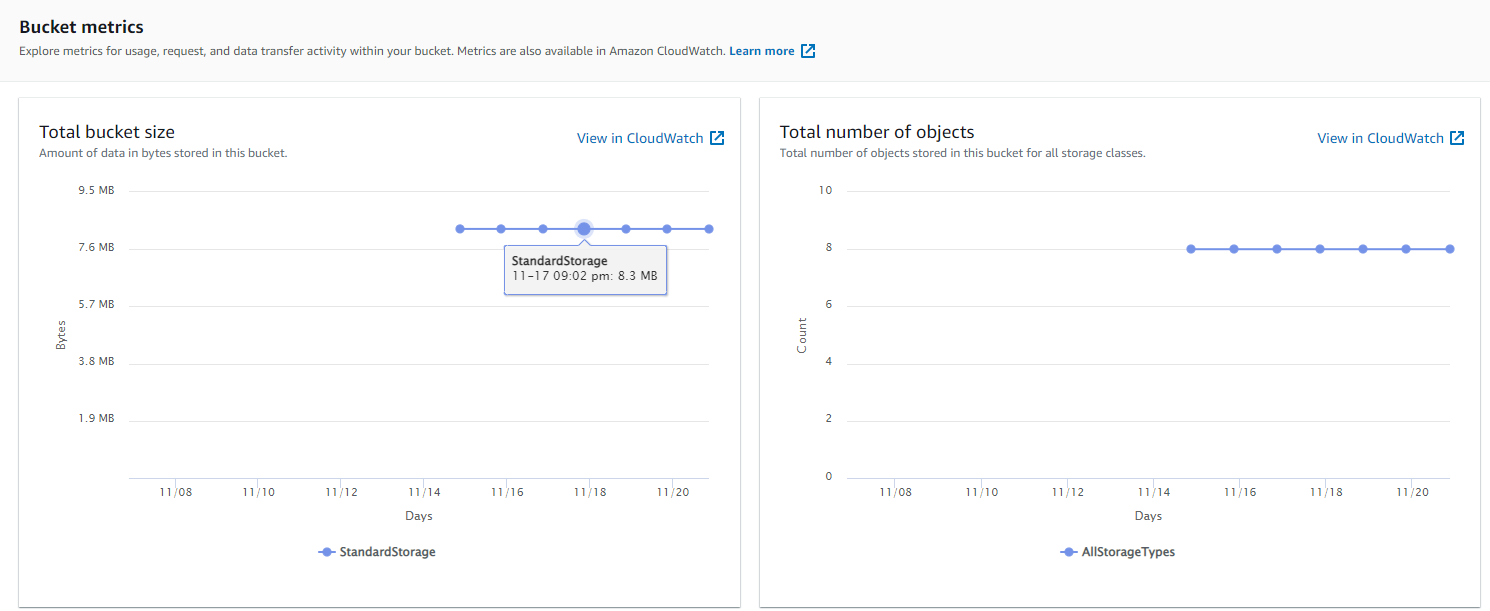 Bucket metrics
Explore metrics for usage, request, and data transfer activity within your bucket. Metrics are also available in Amazon CloudWatch. Learn more
Total bucket size
View in CloudWatch
Amount of data in bytes stored in this bucket.
9.5 MB
7.6 MB
5.7 MB
3.8 MB
1.9 MB
Bytes
StandardStorage
11-17 09:02 pm: 8.3 MB
11/08 11/10 11/12 11/14 11/16 11/18 11/20
Days
StandardStorage
Total number of objects
View in CloudWatch
Total number of objects stored in this bucket for all storage classes.
10
8
6
4
2
0
Count
11/08 11/10 11/12 11/14 11/16 11/18 11/20
Days
AllStorageTypes